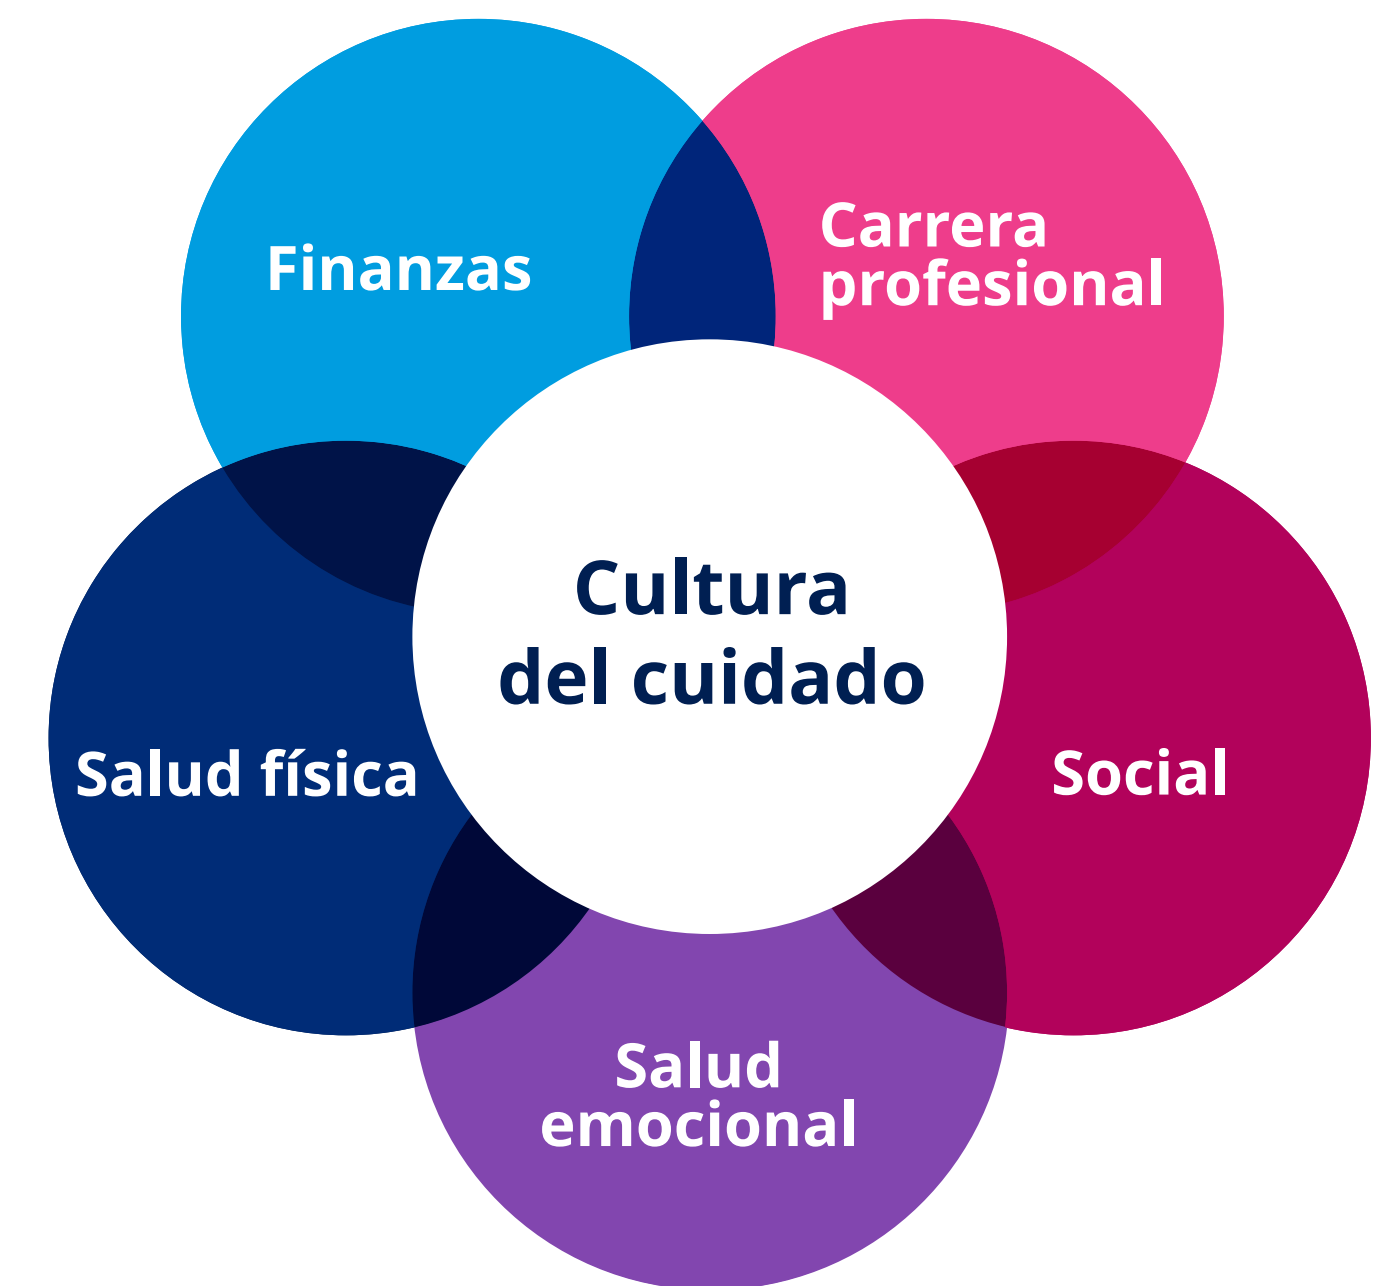 Finanzas
Carrera
profesional
Cultura
del cuidado
Salud física
Social
Salud
emocional